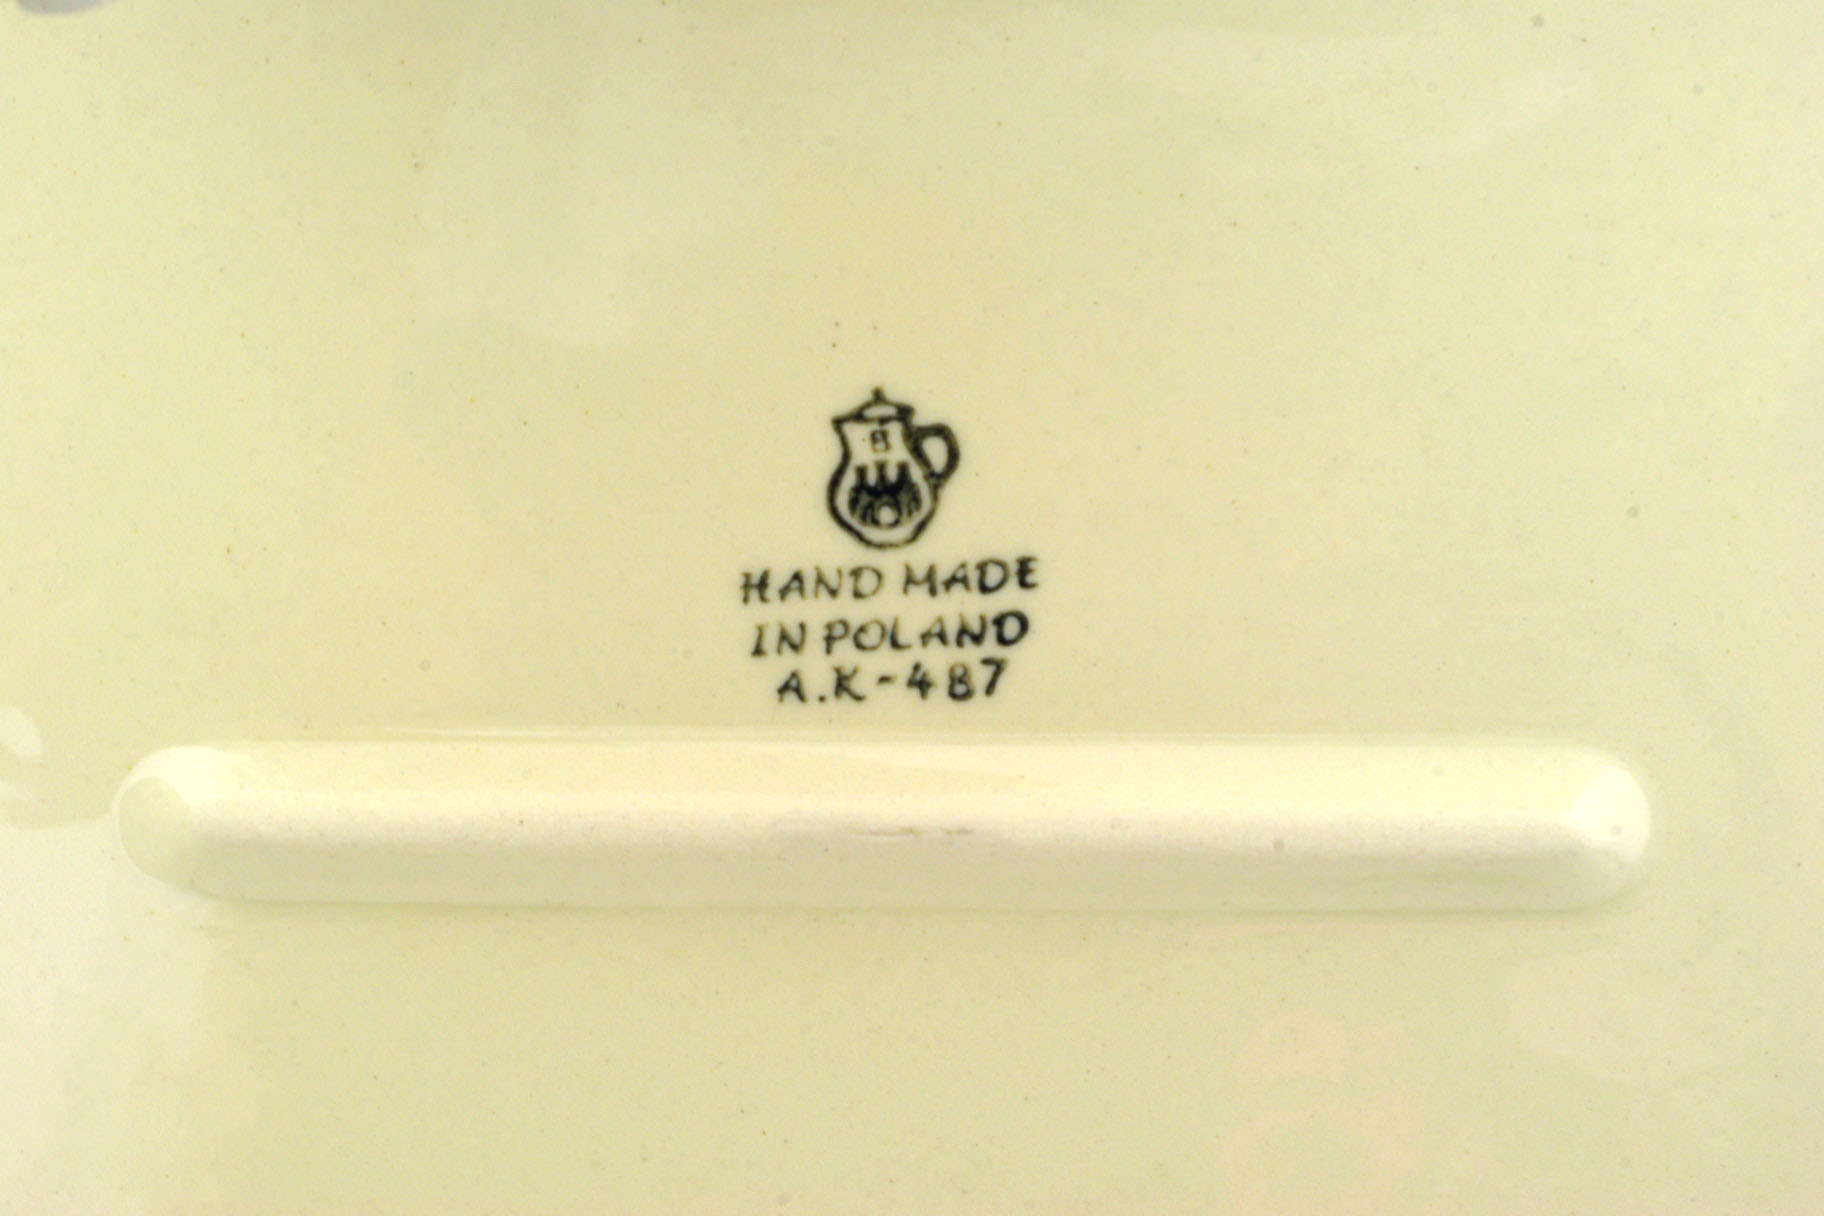 B
HAND MADE
IN POLAND
A.K-487